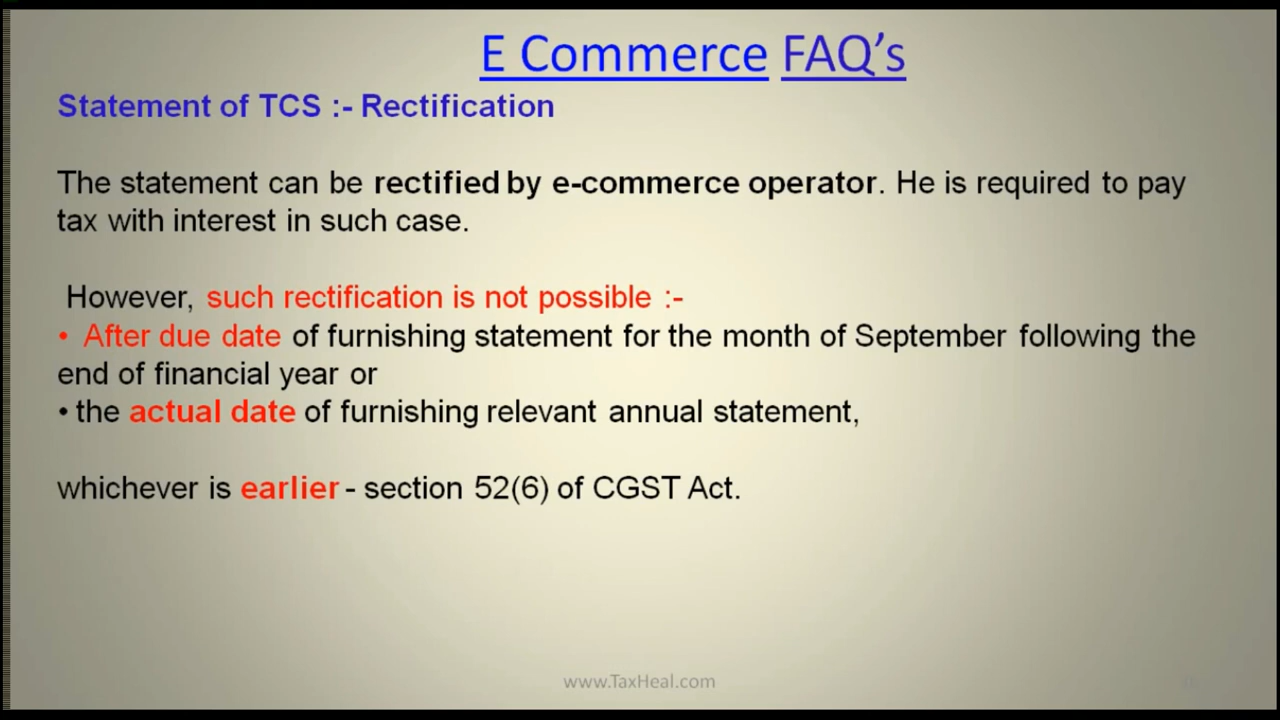 E Commerce FAQ’s
Statement of TCS :- Rectification
The statement can be rectified by e-commerce operator. He is required to pay
tax with interest in such case.
However, such rectification is not possible :-
• After due date of furnishing statement for the month of September following the
end of financial year or
• the actual date of furnishing relevant annual statement,
whichever is earlier - section 52(6) of CGST Act.
www.TaxHeal.com